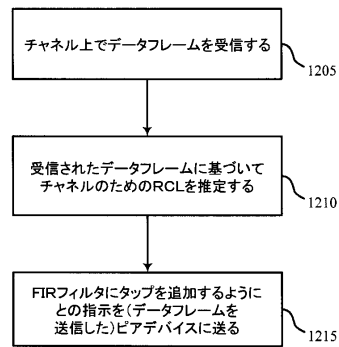 チャネル上でデータフレームを受信する
1205
受信されたデータフレームに基づいて
チャネルのためのRCLを推定する
1210
FIRフィルタにタップを追加するように
との指示を(データフレームを
送信した)ピアデバイスに送る
1215